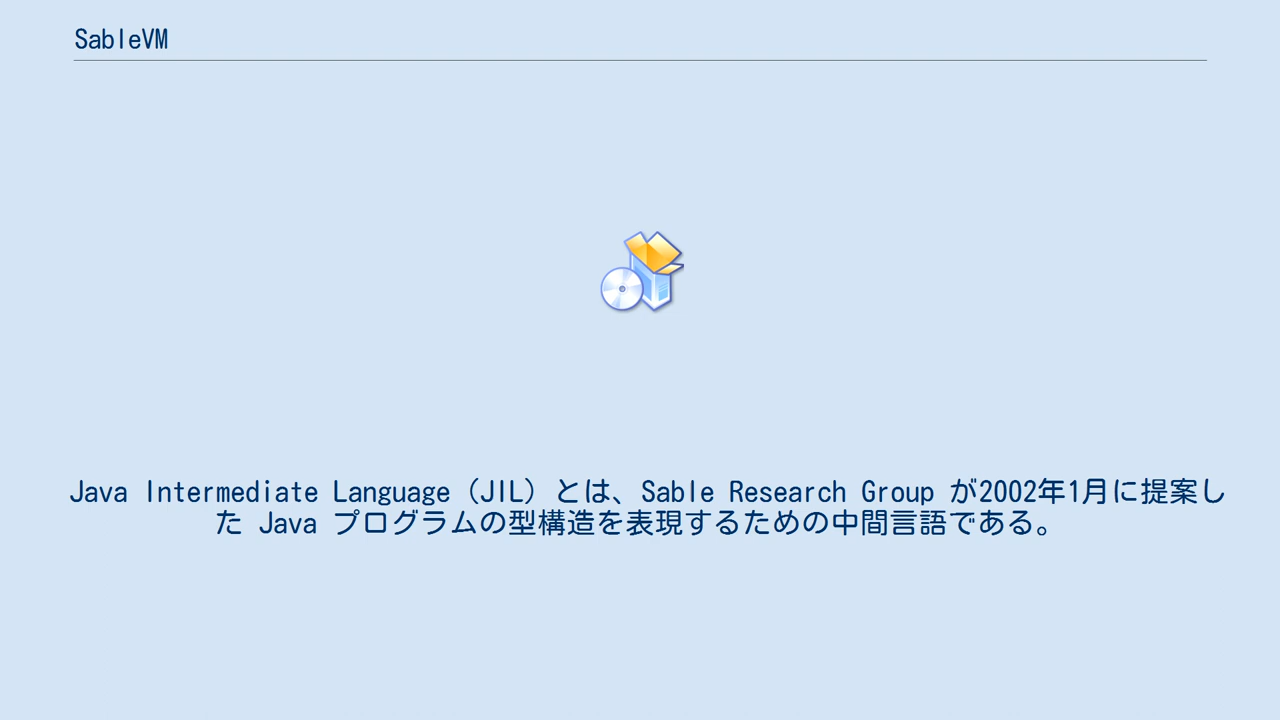 SableVM
Java Intermediate Language（JIL）とは、Sable Research Group が2002年1月に提案し
た Java プログラムの型構造を表現するための中間言語である。